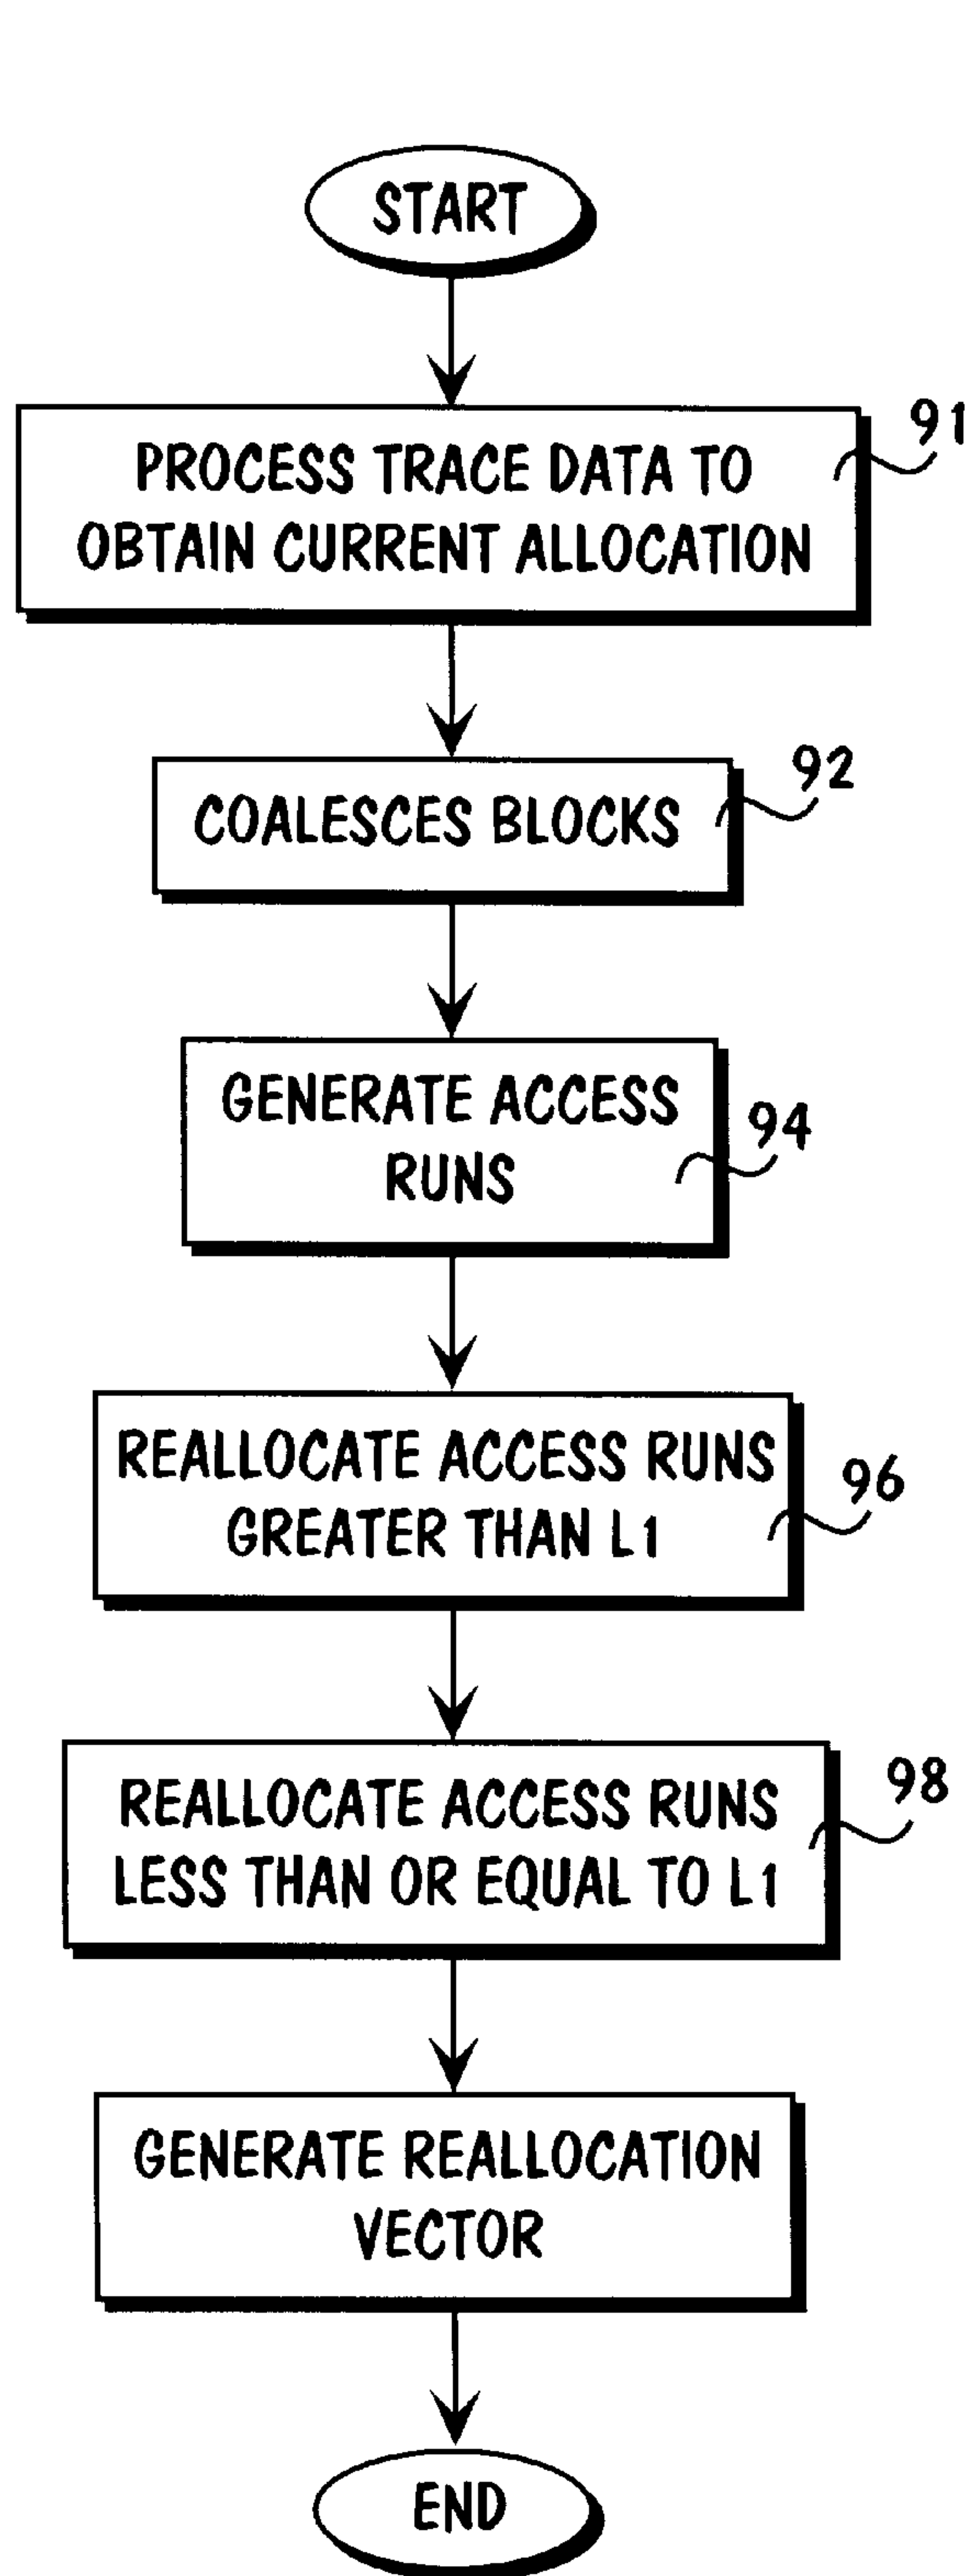 START
91
PROCESS TRACE DATA TO
OBTAIN CURRENT ALLOCATION
92
COALESCES BLOCKS
94
GENERATE ACCESS
RUNS
96
REALLOCATE ACCESS RUNS
GREATER THAN L1
98
REALLOCATE ACCESS RUNS
LESS THAN OR EQUAL TO L1
GENERATE REALLOCATION
VECTOR
END